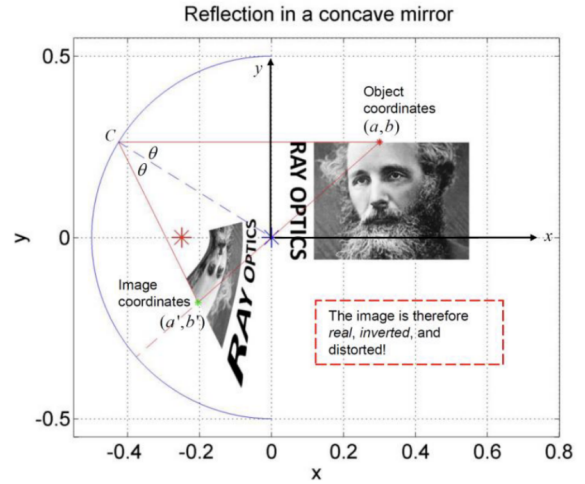 Reflection in a concave mirror
0.5
y
Object
coordinates
(a,b)
C
θ
θ
RAY OPTICS
y
0
x
Image
coordinates
(a',b')
RAY OPTICS
The image is therefore
real, inverted, and
distorted!
-0.5
-0.4
-0.2
0
0.2
0.4
0.6
0.8
x